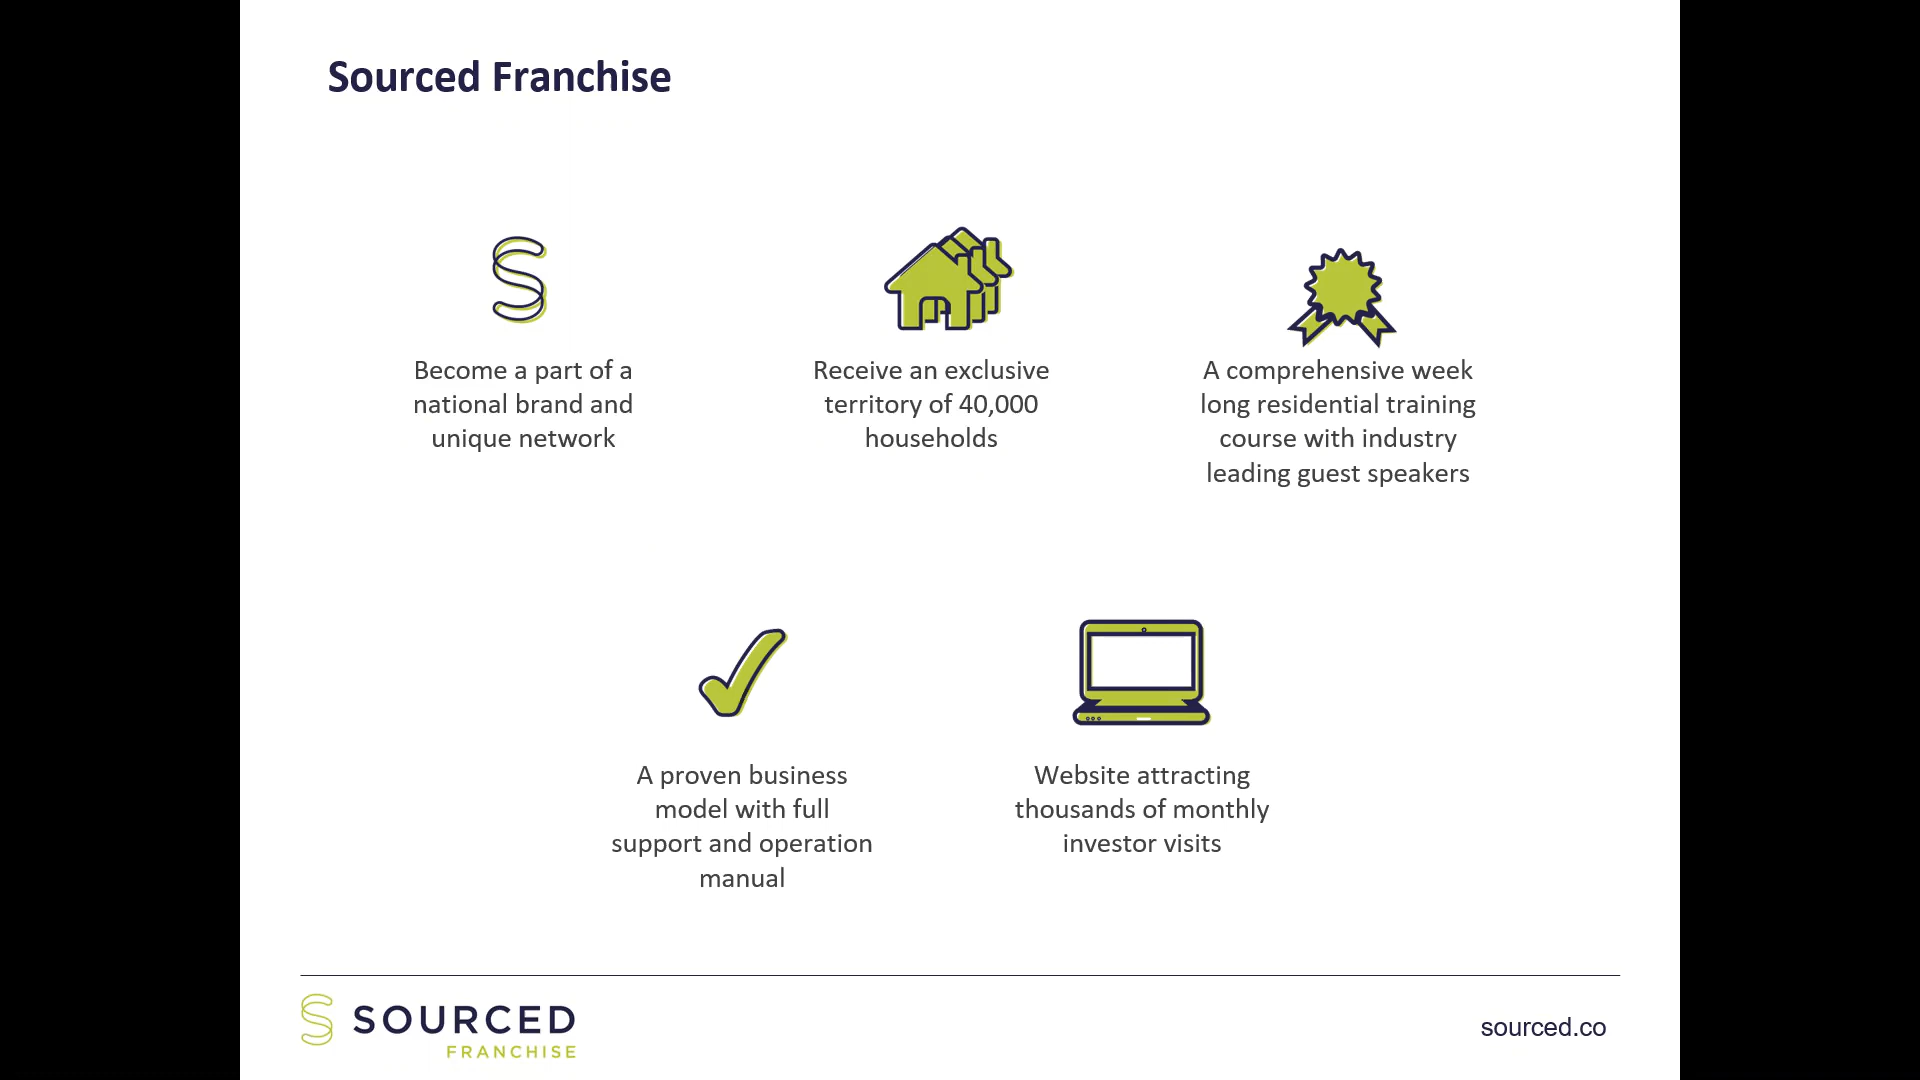 Sourced Franchise
Become a part of a
national brand and
unique network
Receive an exclusive
territory of 40,000
households
A comprehensive week
long residential training
course with industry
leading guest speakers
A proven business
model with full
support and operation
manual
Website attracting
thousands of monthly
investor visits
SOURCED
FRANCHISE
sourced.co